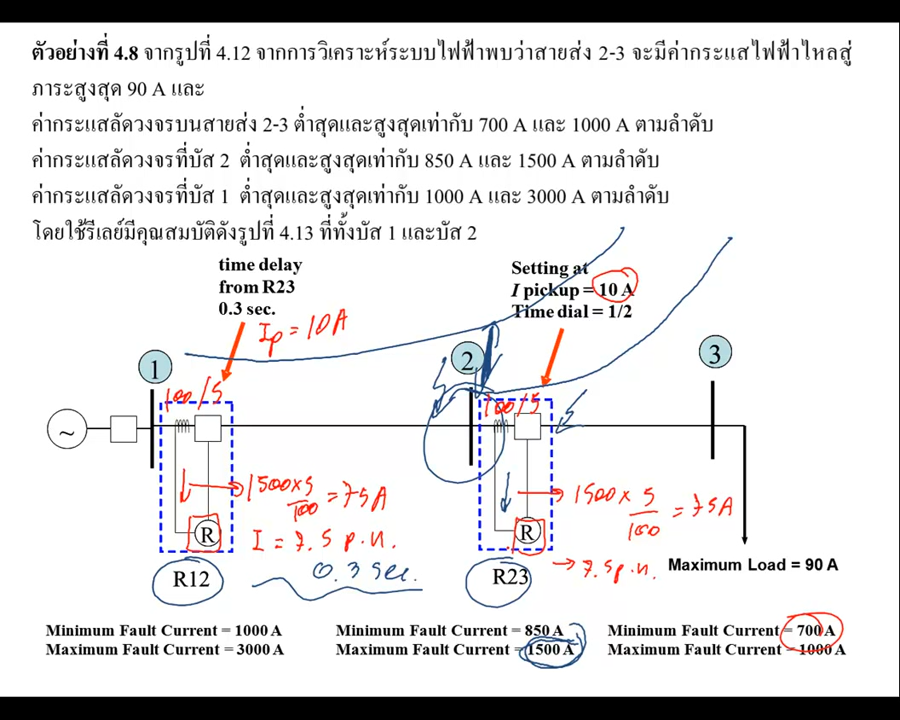 ตัวอย่างที่ 4.8 จากรูปที่ 4.12 จากการวิเคราะห์ระบบไฟฟ้าพบว่าสายส่ง 2-3 จะมีค่ากระแสไฟฟ้าไหลสู่
ภาระสูงสุด 90 A และ
ค่ากระแสลัดวงจรบนสายส่ง 2-3 ต่ำสุดและสูงสุดเท่ากับ 700 A และ 1000 A ตามลำดับ
ค่ากระแสลัดวงจรที่บัส 2 ต่ำสุดและสูงสุดเท่ากับ 850 A และ 1500 A ตามลำดับ
ค่ากระแสลัดวงจรที่บัส 1 ต่ำสุดและสูงสุดเท่ากับ 1000 A และ 3000 A ตามลำดับ
โดยใช้รีเลย์มีคุณสมบัติดังรูปที่ 4.13 ที่ทั้งบัส 1 และบัส 2
time delay
from R23
0.3 sec.
Ip = 10A
Setting at
I pickup = 10 A
Time dial = 1/2
1
2
3
100/5
100/5
~
1500×5/100 = 75A
R
I = 7.5 p.u.
0.3 sec.
R12
1500 × 5/100 = 75A
R
→ 7.5 p.u.
R23
Maximum Load = 90 A
Minimum Fault Current = 1000 A
Maximum Fault Current = 3000 A
Minimum Fault Current = 850 A
Maximum Fault Current = 1500 A
Minimum Fault Current = 700 A
Maximum Fault Current = 1000 A